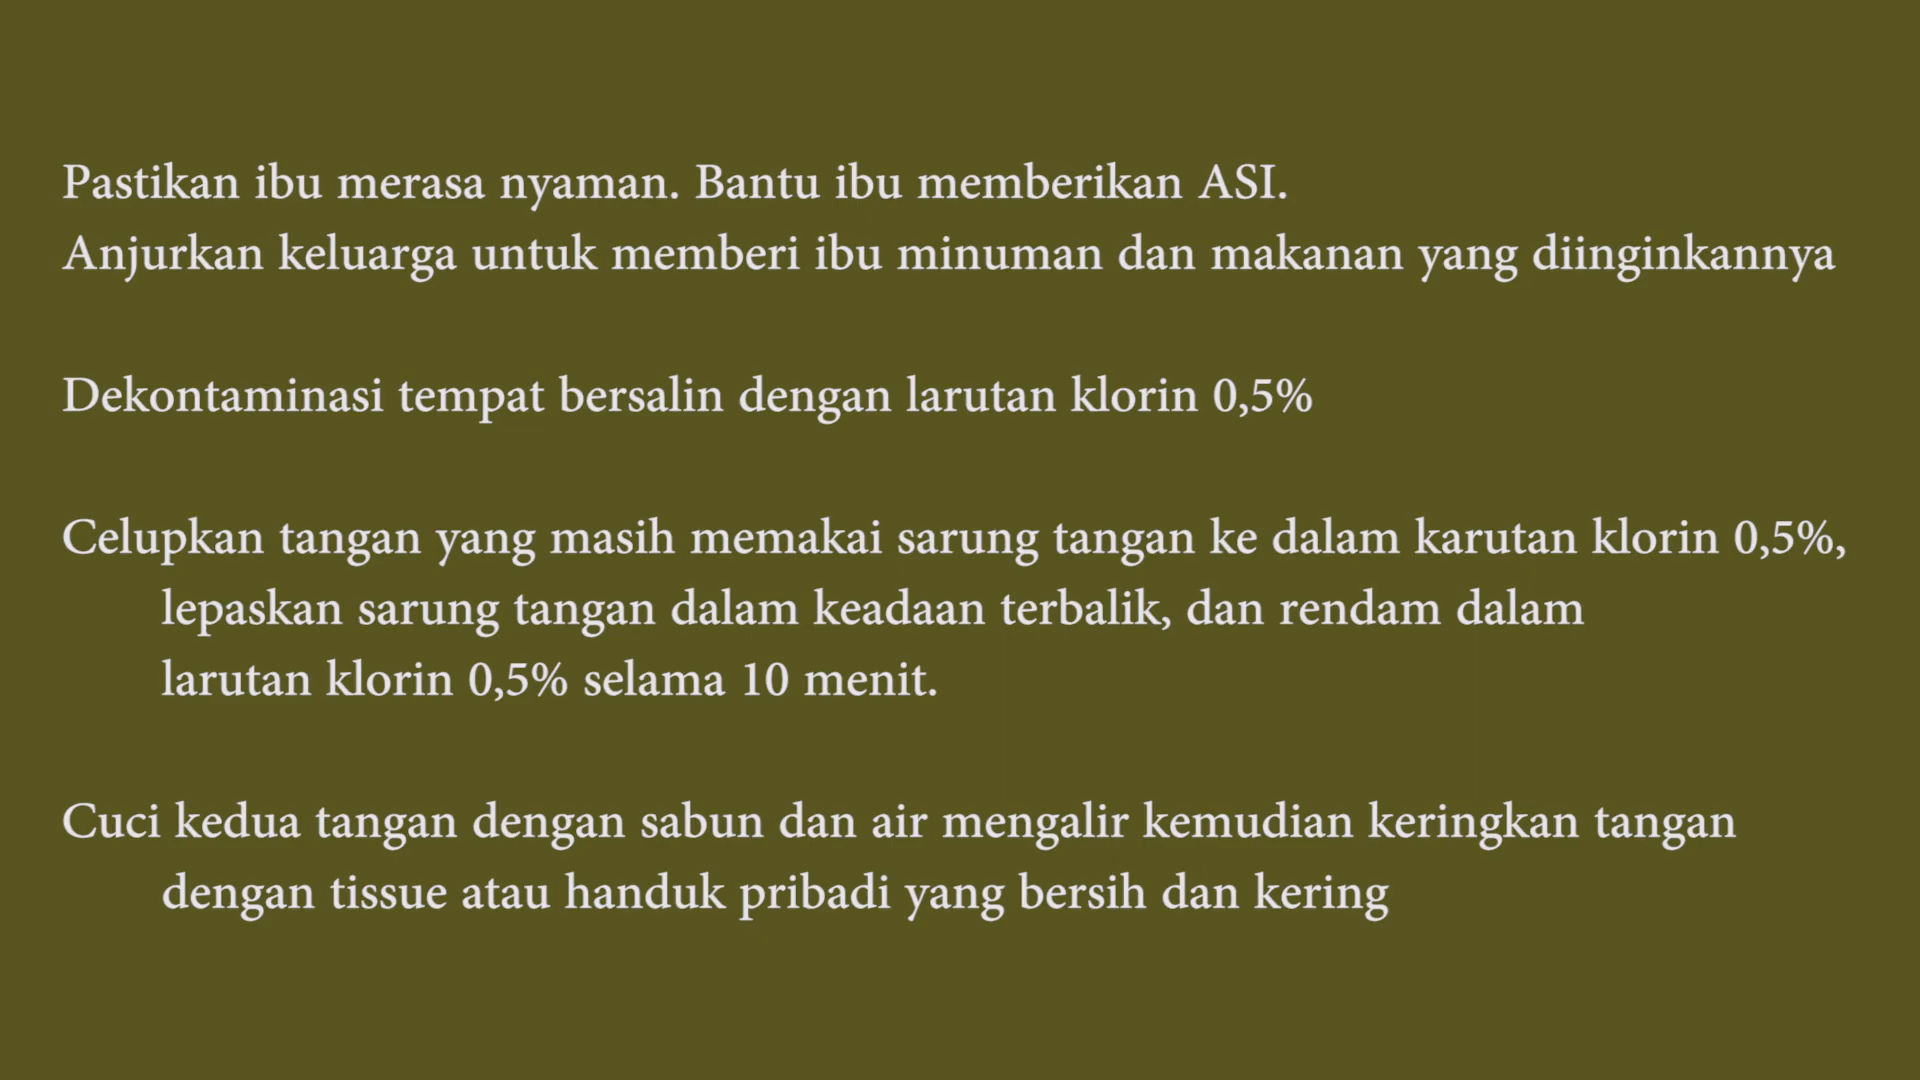 Pastikan ibu merasa nyaman. Bantu ibu memberikan ASI.
Anjurkan keluarga untuk memberi ibu minuman dan makanan yang diinginkannya
Dekontaminasi tempat bersalin dengan larutan klorin 0,5%
Celupkan tangan yang masih memakai sarung tangan ke dalam karutan klorin 0,5%,
lepaskan sarung tangan dalam keadaan terbalik, dan rendam dalam
larutan klorin 0,5% selama 10 menit.
Cuci kedua tangan dengan sabun dan air mengalir kemudian keringkan tangan
dengan tissue atau handuk pribadi yang bersih dan kering